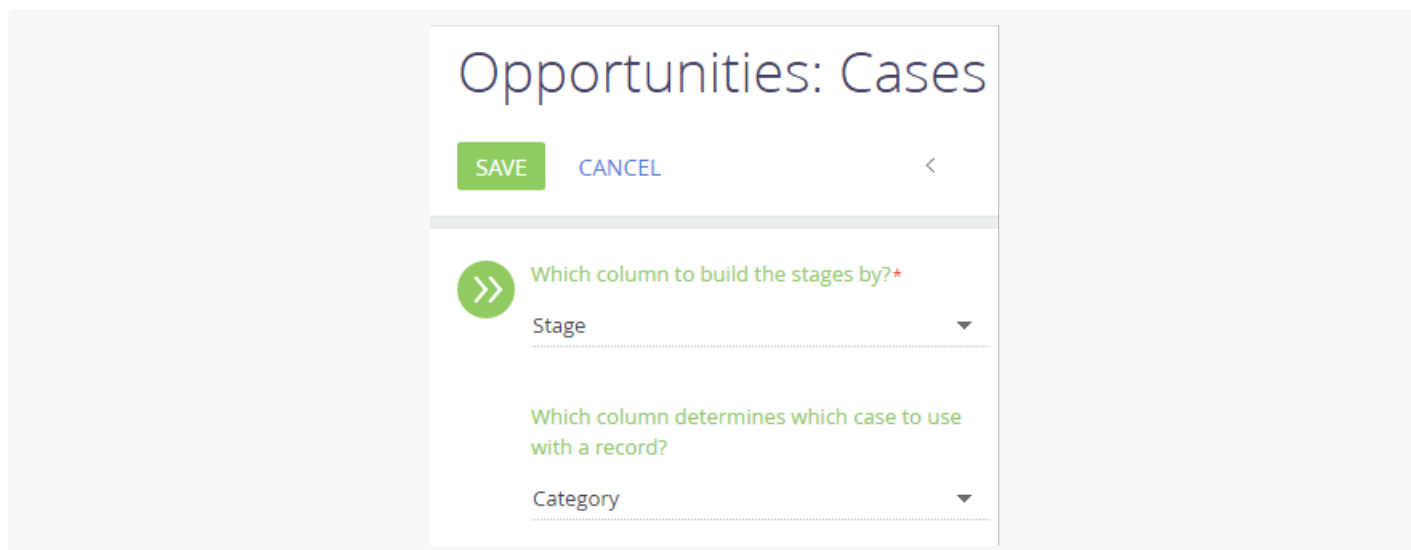 Opportunities: Cases
SAVE CANCEL
Which column to build the stages by?*
Stage
Which column determines which case to use
with a record?
Category